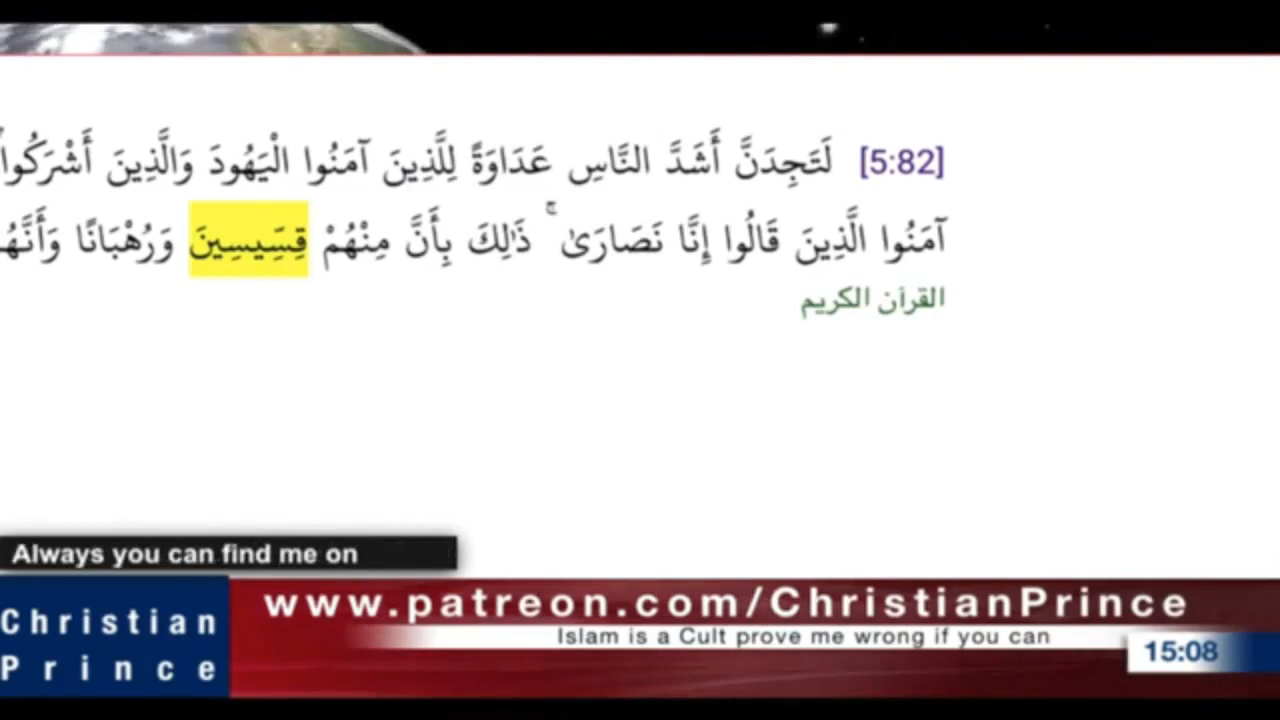 [5:82] لَتَجِدَنَّ أَشَدَّ النَّاسِ عَدَاوَةً لِلَّذِينَ آمَنُوا الْيَهُودَ وَالَّذِينَ أَشْرَكُوا
آمَنُوا الَّذِينَ قَالُوا إِنَّا نَصَارَىٰ ۚ ذَٰلِكَ بِأَنَّ مِنْهُمْ قِسِّيسِينَ وَرُهْبَانًا
القرآن الكريم
Always you can find me on
www.patreon.com/ChristianPrince
Islam is a Cult prove me wrong if you can
Christian
Prince
15:08